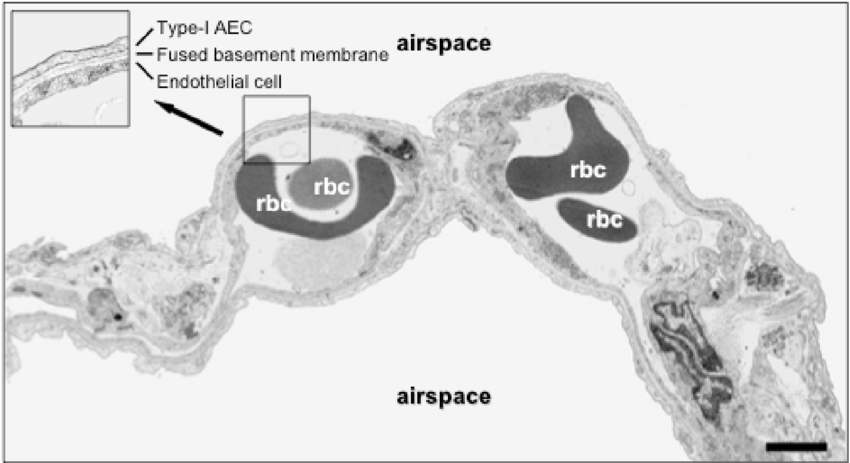 Type-I AEC
Fused basement membrane
Endothelial cell
airspace
rbc
rbc
rbc
rbc
airspace